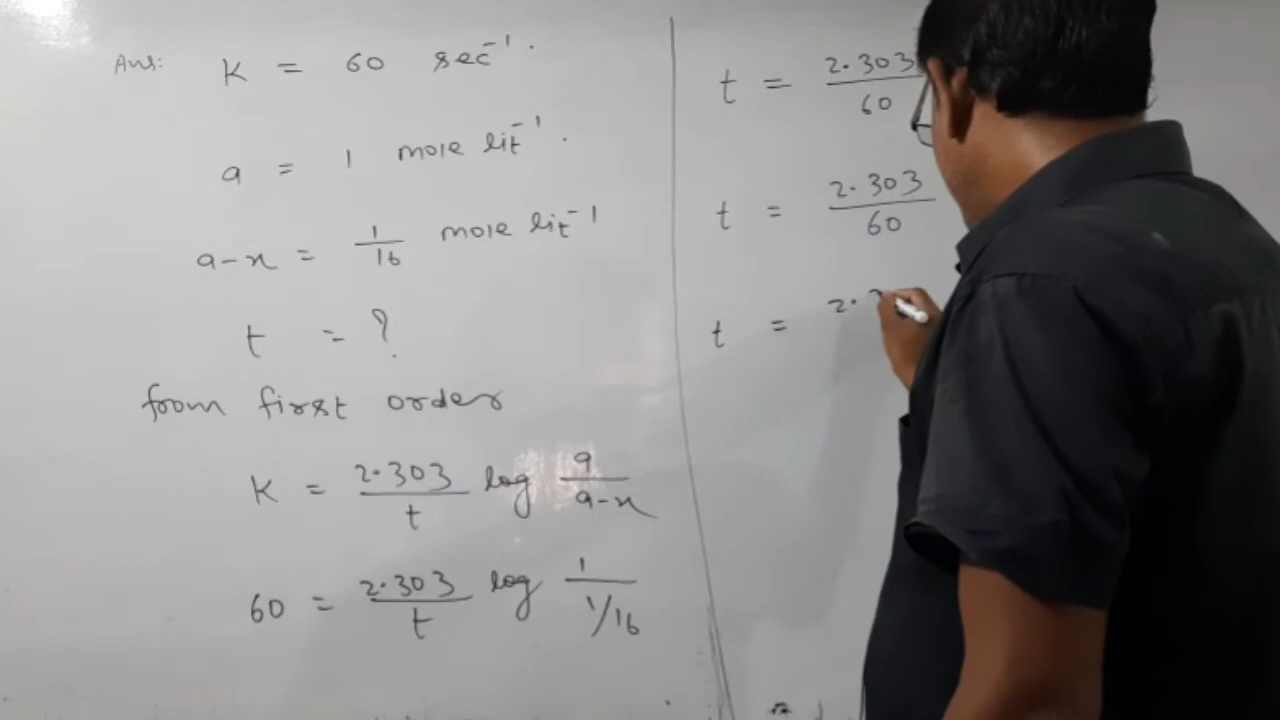 Ans: K = 60 sec⁻¹.
a = 1 mole lit⁻¹.
a-x = 1/16 mole lit⁻¹
t = ?
from first order
K = 2.303/t log a/a-x
60 = 2.303/t log 1/1/16
t = 2.303/60
t = 2.303/60
t = 2.